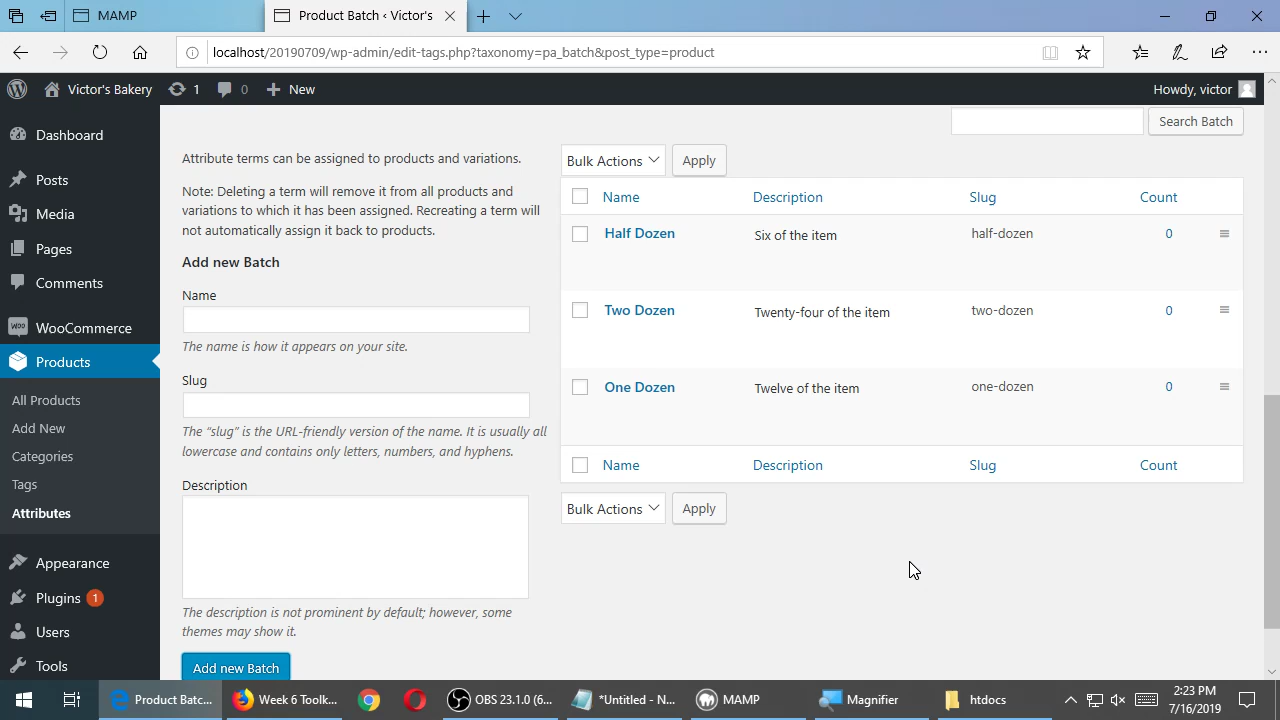 MAMP
Product Batch ‹ Victor's
localhost/20190709/wp-admin/edit-tags.php?taxonomy=pa_batch&post_type=product
Victor's Bakery
1
0
New
Howdy, victor
Dashboard
Posts
Media
Pages
Comments
WooCommerce
Products
All Products
Add New
Categories
Tags
Attributes
Appearance
Plugins 1
Users
Tools
Search Batch
Attribute terms can be assigned to products and variations.
Note: Deleting a term will remove it from all products and
variations to which it has been assigned. Recreating a term will
not automatically assign it back to products.
Add new Batch
Name
The name is how it appears on your site.
Slug
The “slug” is the URL-friendly version of the name. It is usually all
lowercase and contains only letters, numbers, and hyphens.
Description
The description is not prominent by default; however, some
themes may show it.
Add new Batch
Bulk Actions Apply
Name Description Slug Count
Half Dozen Six of the item half-dozen 0
Two Dozen Twenty-four of the item two-dozen 0
One Dozen Twelve of the item one-dozen 0
Name Description Slug Count
Bulk Actions Apply
Product Batc...
Week 6 Toolk...
OBS 23.1.0 (6...
*Untitled - N...
MAMP
Magnifier
htdocs
2:23 PM
7/16/2019